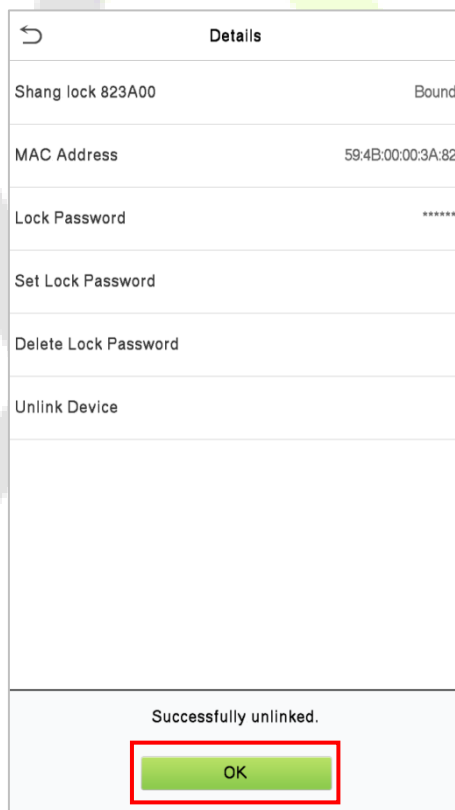 Details
Shang lock 823A00 Bound
MAC Address 59:4B:00:00:3A:82
Lock Password ******
Set Lock Password
Delete Lock Password
Unlink Device
Successfully unlinked.
OK